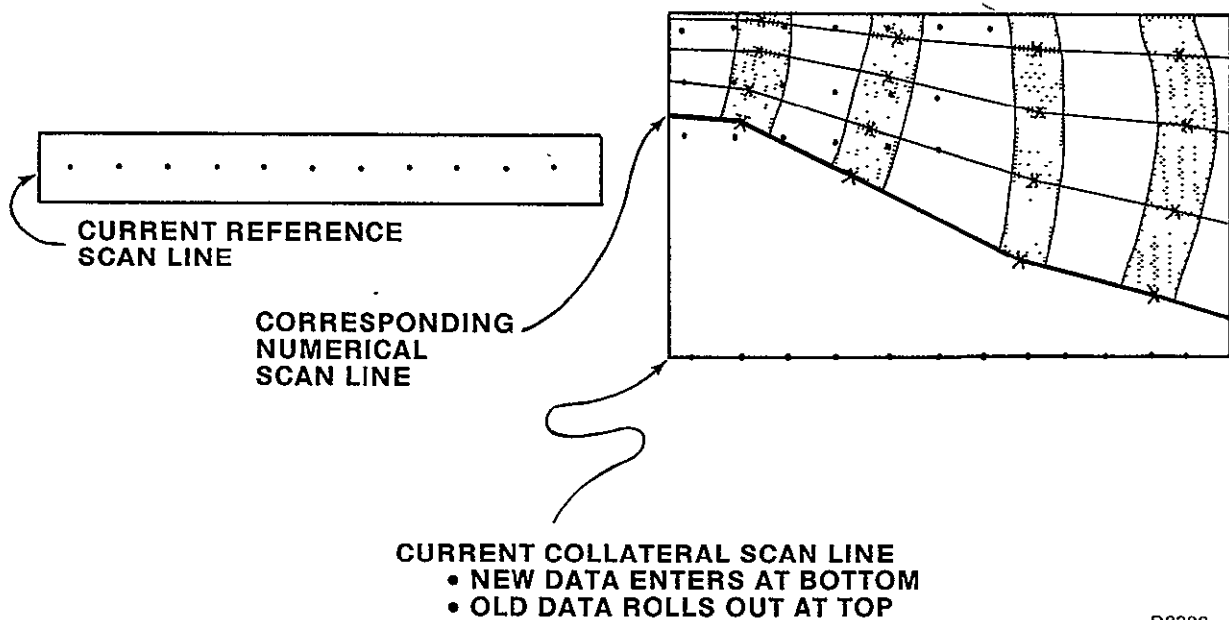 CURRENT REFERENCE
SCAN LINE
CORRESPONDING
NUMERICAL
SCAN LINE
CURRENT COLLATERAL SCAN LINE
• NEW DATA ENTERS AT BOTTOM
• OLD DATA ROLLS OUT AT TOP